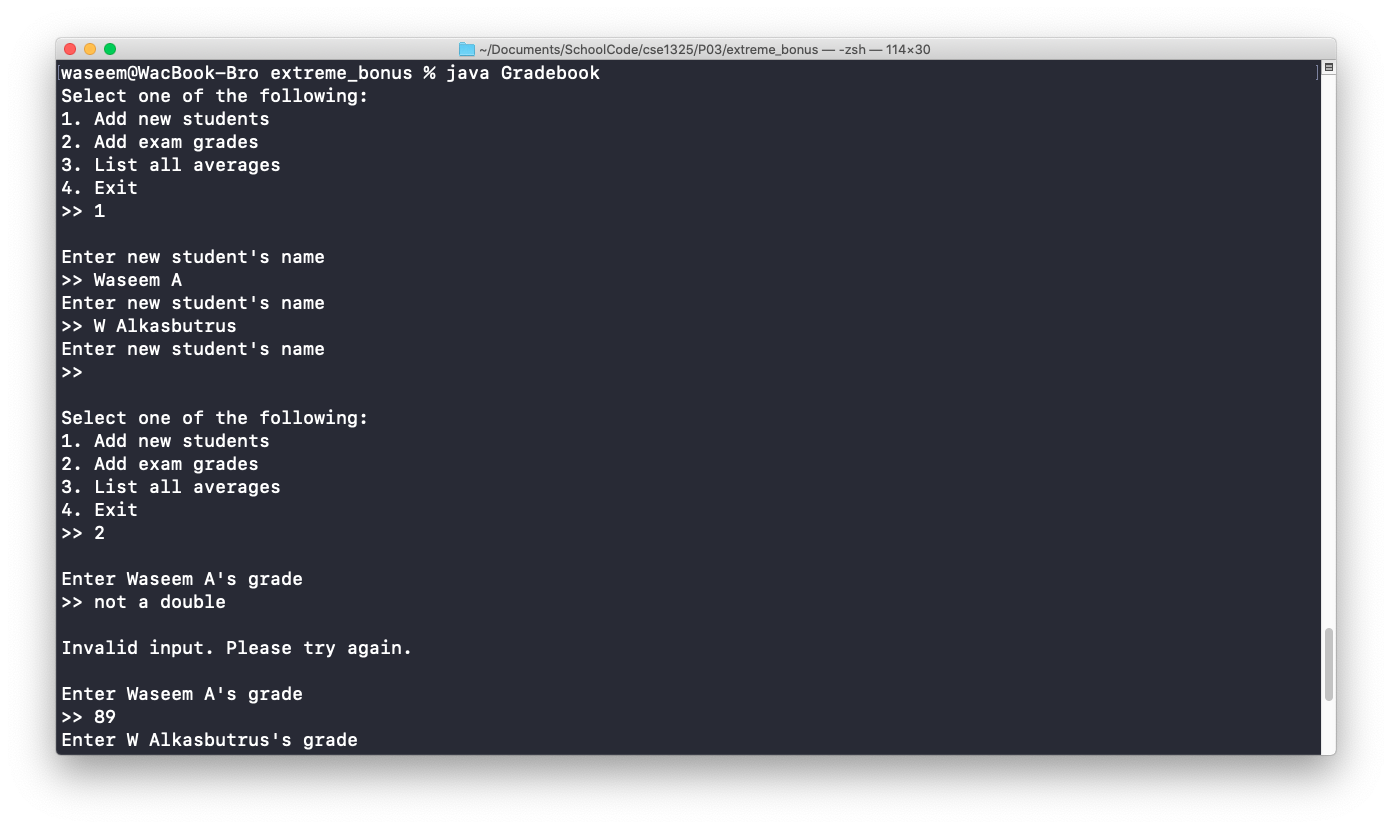 ~/Documents/SchoolCode/cse1325/P03/extreme_bonus — -zsh — 114×30
[waseem@WacBook-Bro extreme_bonus % java Gradebook ]
Select one of the following:
1. Add new students
2. Add exam grades
3. List all averages
4. Exit
>> 1
Enter new student's name
>> Waseem A
Enter new student's name
>> W Alkasbutrus
Enter new student's name
>>
Select one of the following:
1. Add new students
2. Add exam grades
3. List all averages
4. Exit
>> 2
Enter Waseem A's grade
>> not a double
Invalid input. Please try again.
Enter Waseem A's grade
>> 89
Enter W Alkasbutrus's grade